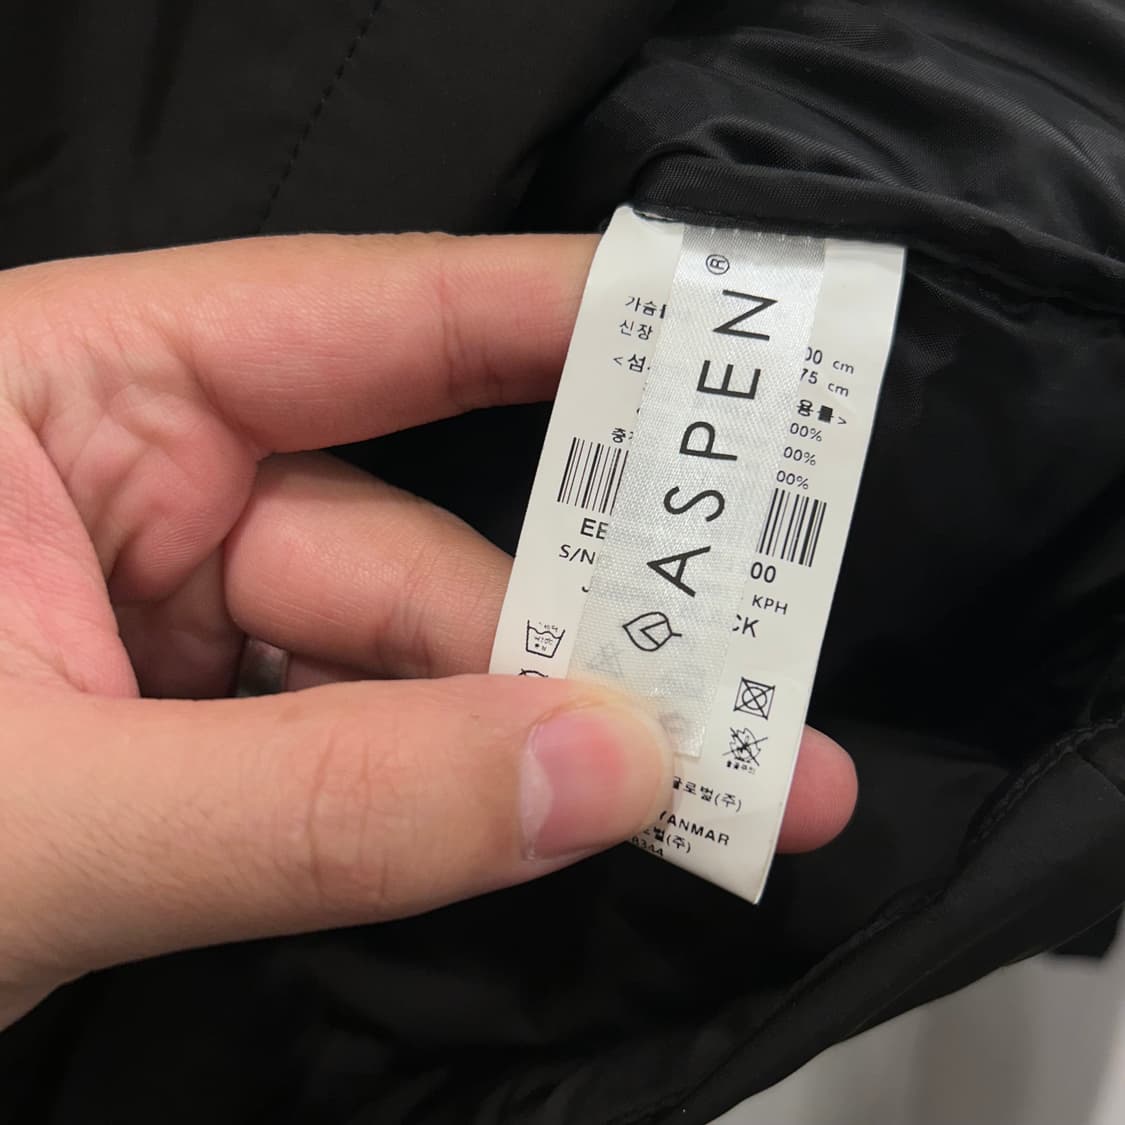 ASPEN®
가슴
신장
00 cm
75 cm
용률>
00%
00%
00%
EE
00
S/N
KPH
CK
글로벌(주)
YANMAR
벌(주)
8344